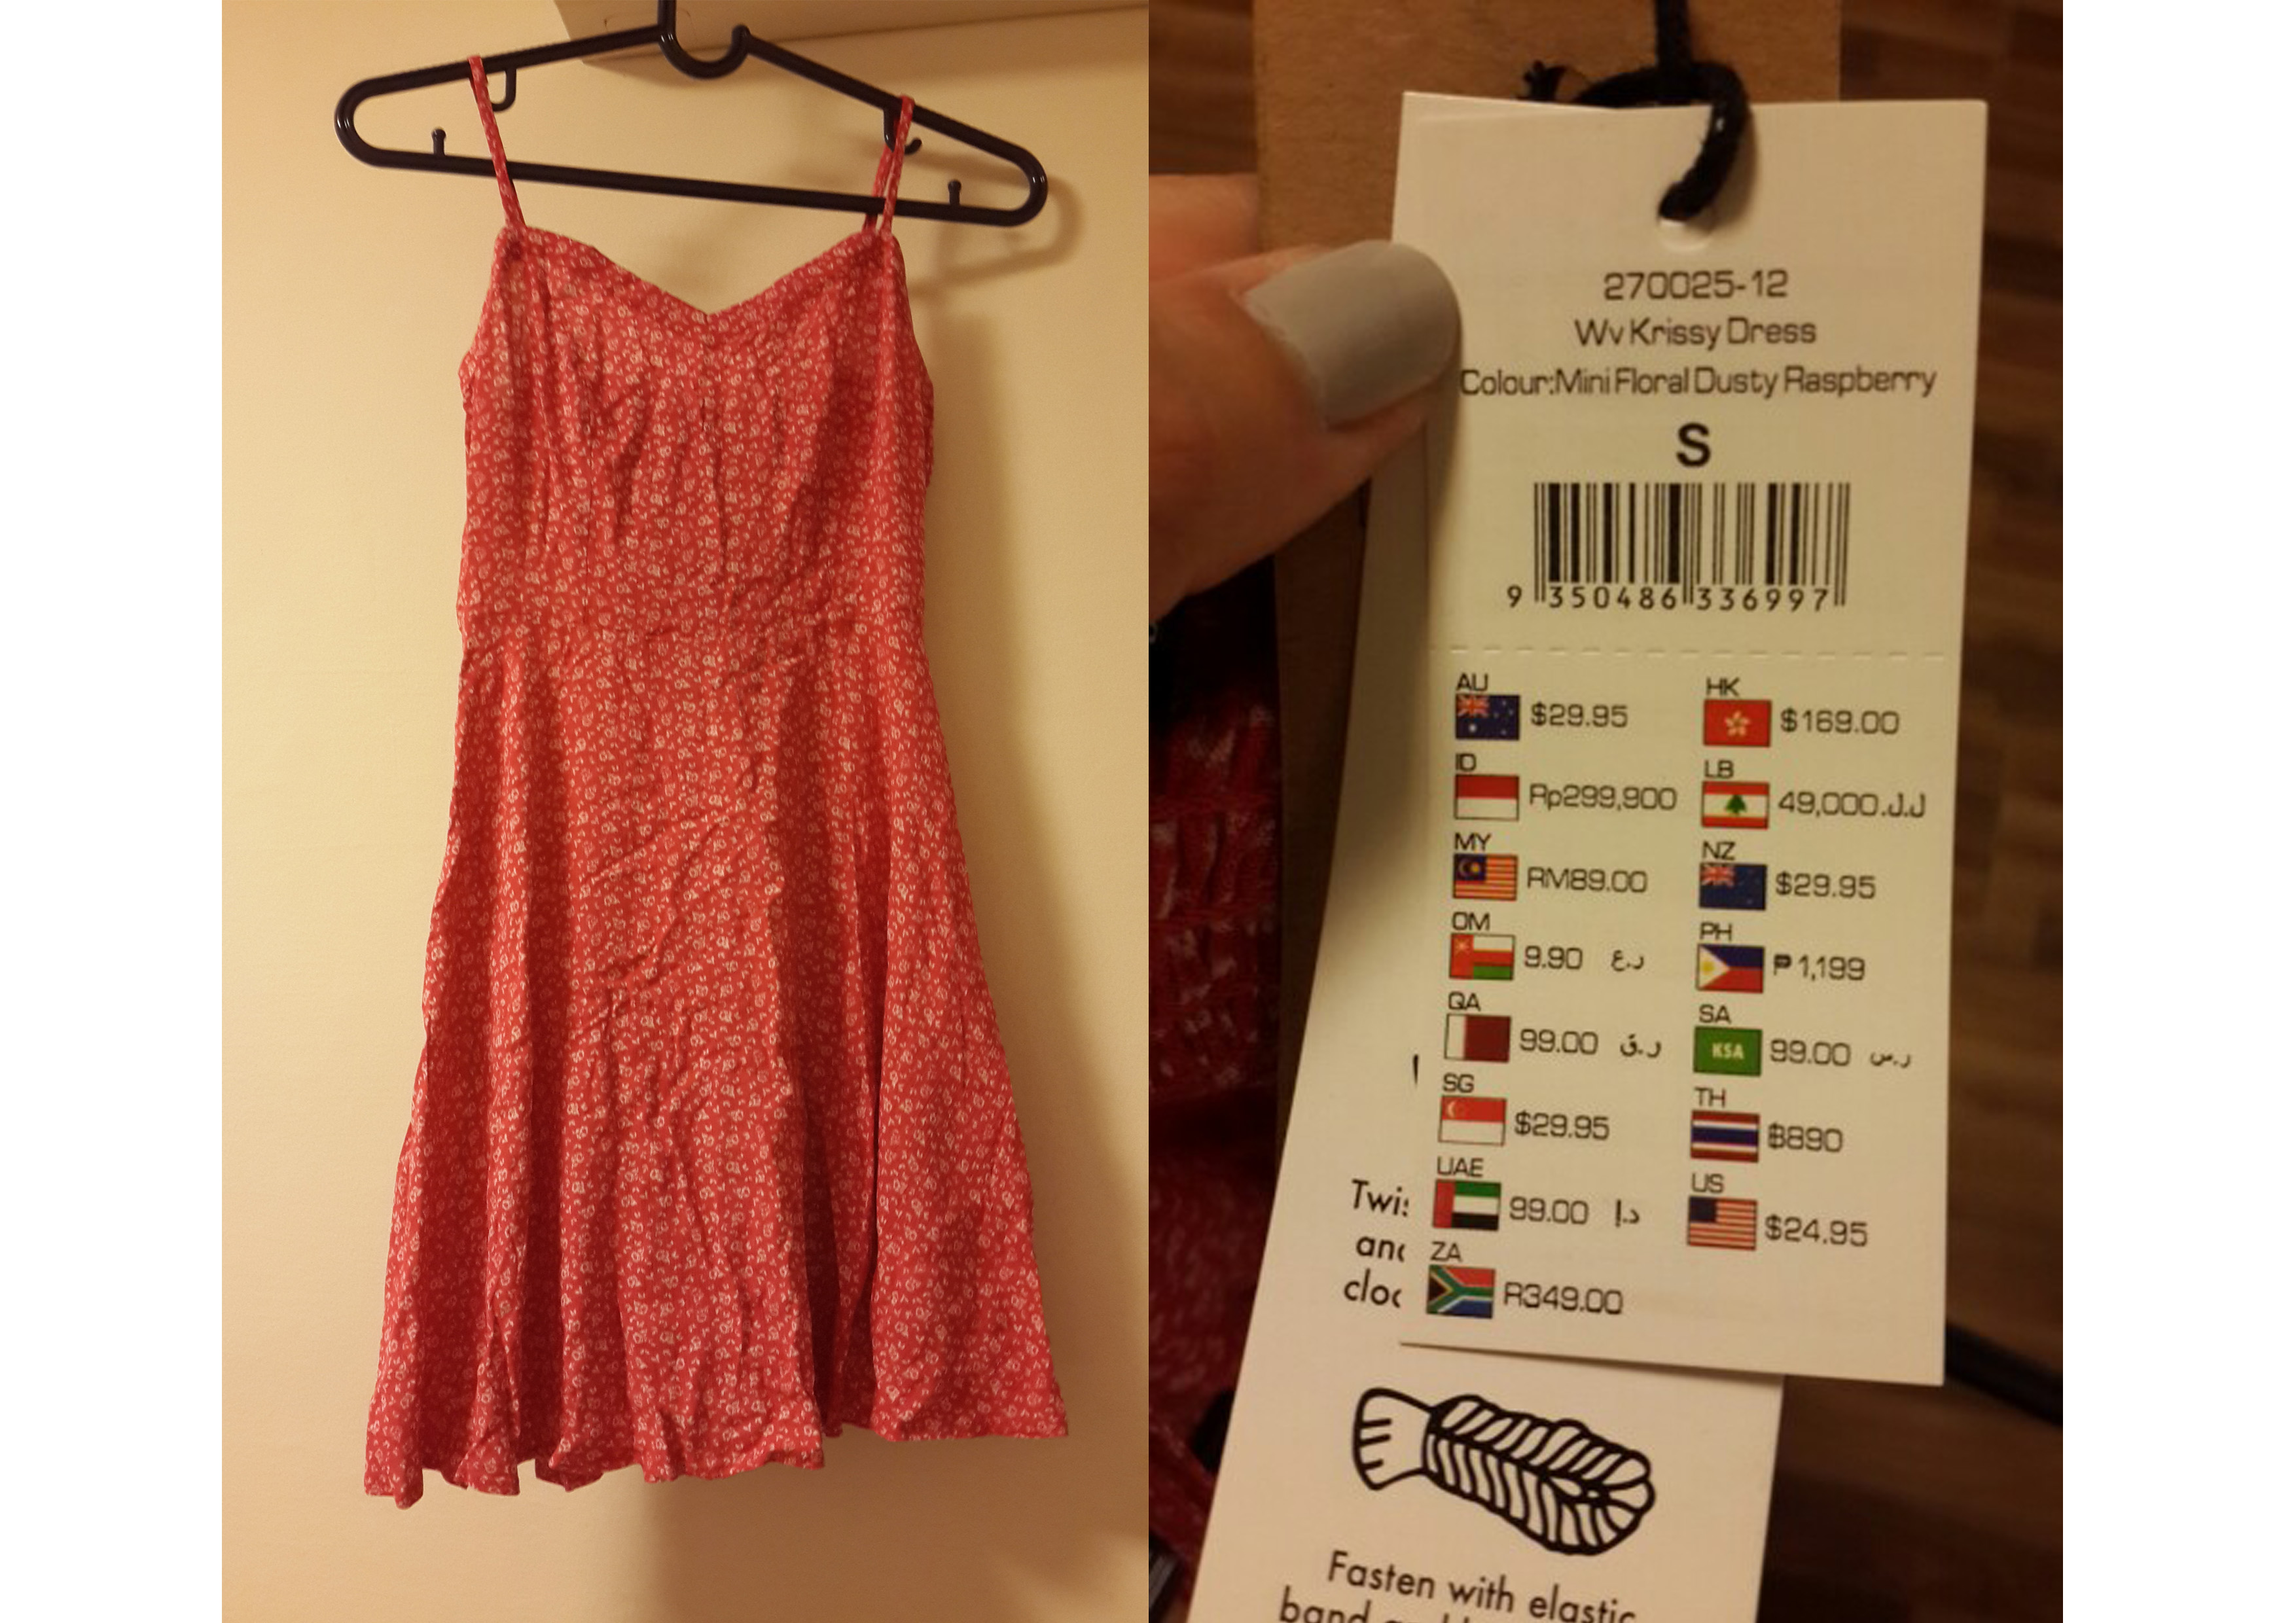 270025-12
Wv Krissy Dress
Colour:Mini Floral Dusty Raspberry
S
9 350486 336997
AU
$29.95
HK
$169.00
ID
Rp299,900
LB
49,000.ل.ل
MY
RM89.00
NZ
$29.95
OM
9.90 ر.ع
PH
₱1,199
QA
99.00 ر.ق
SA
KSA
99.00 ر.س
SG
$29.95
TH
฿890
UAE
99.00 د.إ
US
$24.95
ZA
R349.00
Fasten with elastic
band